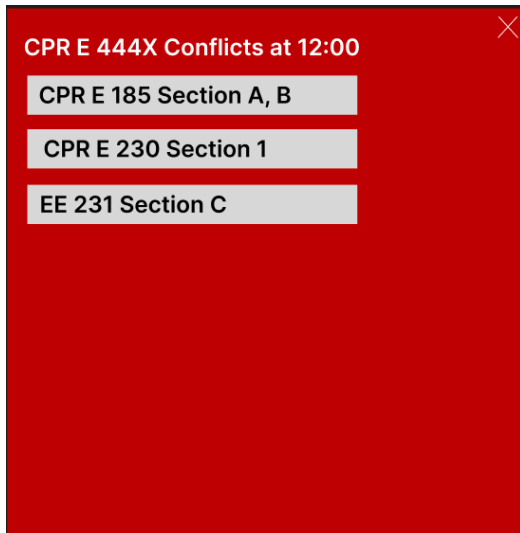 CPR E 444X Conflicts at 12:00
CPR E 185 Section A, B
CPR E 230 Section 1
EE 231 Section C